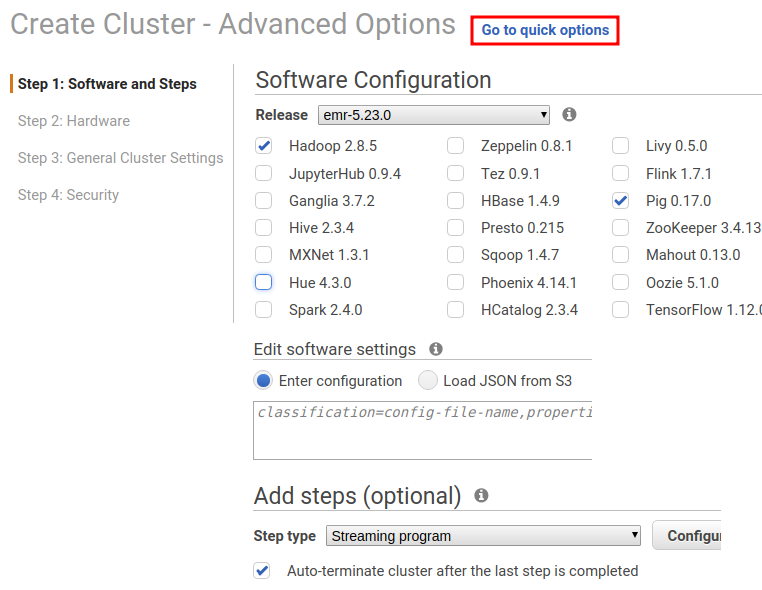 Create Cluster - Advanced Options Go to quick options
Step 1: Software and Steps
Step 2: Hardware
Step 3: General Cluster Settings
Step 4: Security
Software Configuration
Release emr-5.23.0
Hadoop 2.8.5 Zeppelin 0.8.1 Livy 0.5.0
JupyterHub 0.9.4 Tez 0.9.1 Flink 1.7.1
Ganglia 3.7.2 HBase 1.4.9 Pig 0.17.0
Hive 2.3.4 Presto 0.215 ZooKeeper 3.4.13
MXNet 1.3.1 Sqoop 1.4.7 Mahout 0.13.0
Hue 4.3.0 Phoenix 4.14.1 Oozie 5.1.0
Spark 2.4.0 HCatalog 2.3.4 TensorFlow 1.12.0
Edit software settings
Enter configuration Load JSON from S3
classification=config-file-name,properti
Add steps (optional)
Step type Streaming program Configu
Auto-terminate cluster after the last step is completed